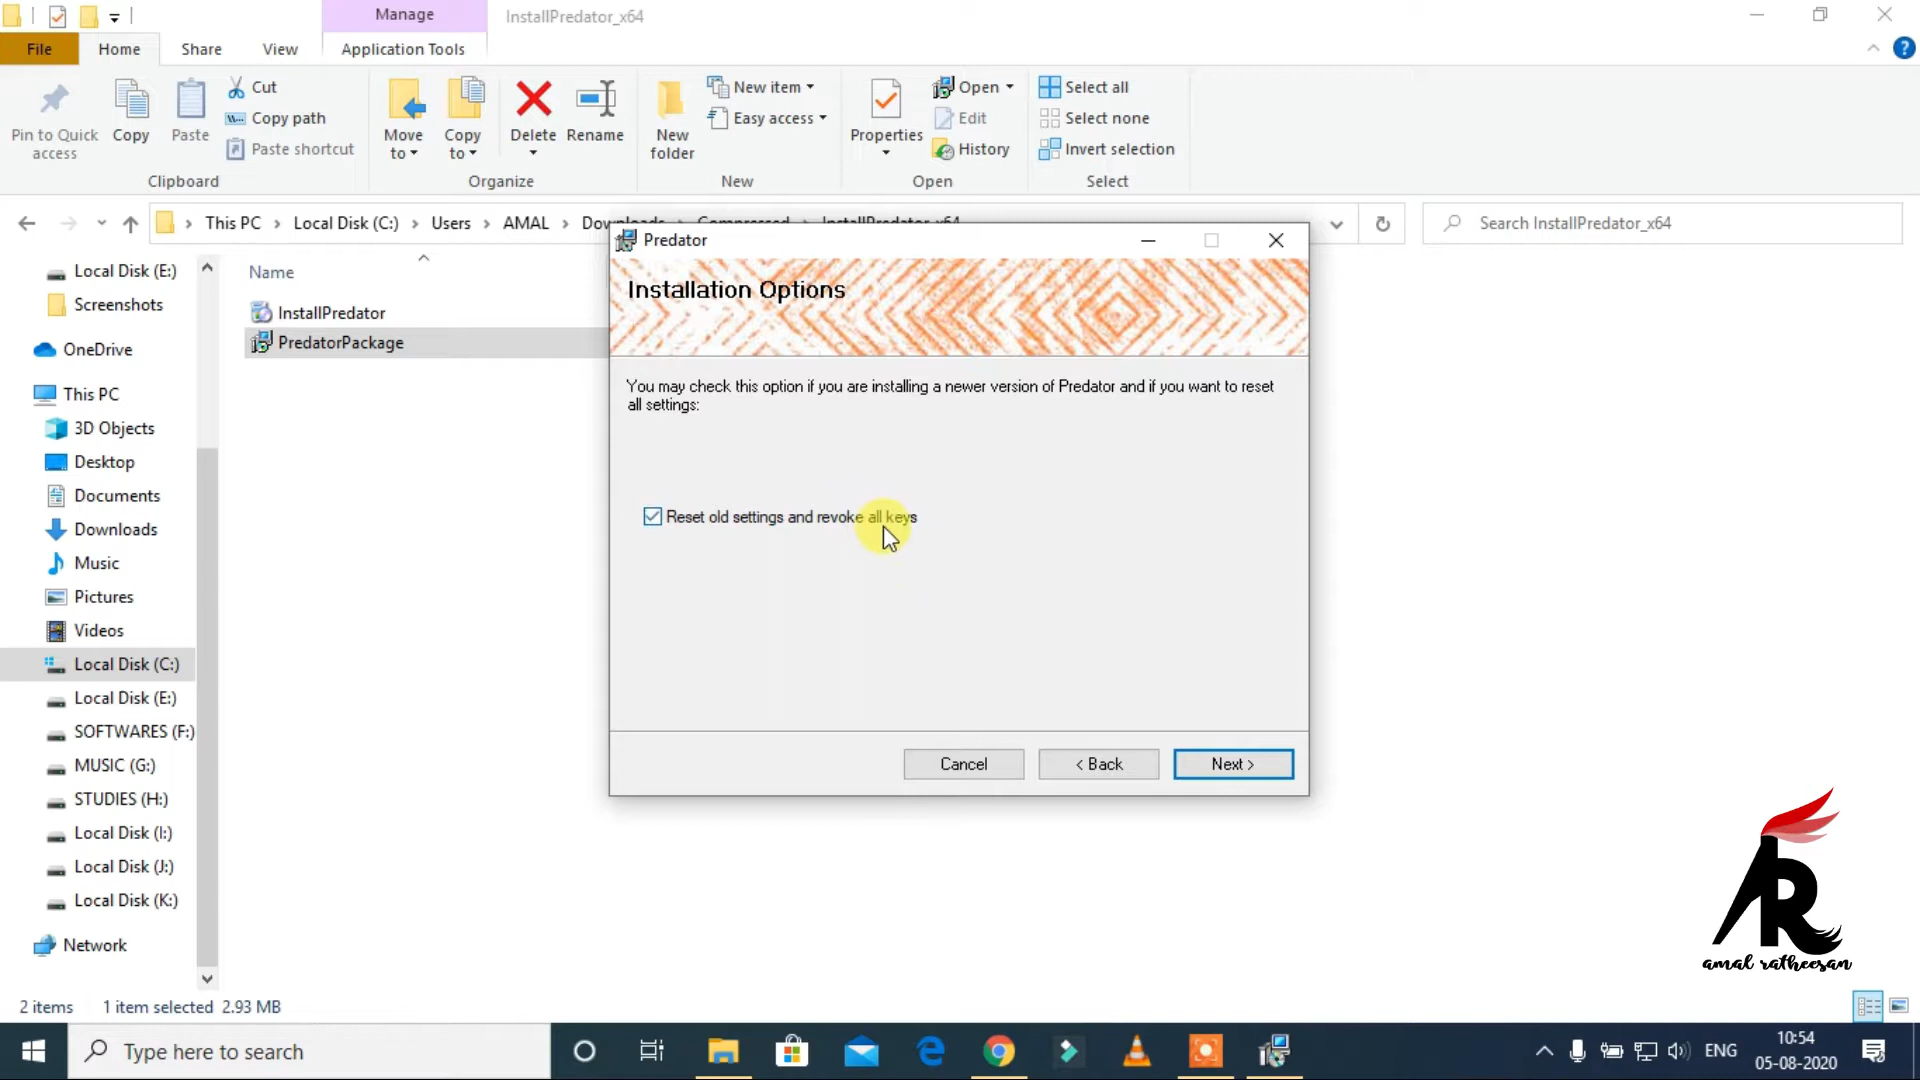 Manage
InstallPredator_x64
File
Home
Share
View
Application Tools
Pin to Quick
access
Copy
Paste
Cut
Copy path
Paste shortcut
Clipboard
Move
to
Copy
to
Delete
Rename
Organize
New
folder
New item
Easy access
New
Properties
Open
Edit
History
Open
Select all
Select none
Invert selection
Select
This PC
Local Disk (C:)
Users
AMAL
Downloads
Compressed
InstallPredator_x64
Search InstallPredator_x64
Local Disk (E:)
Screenshots
OneDrive
This PC
3D Objects
Desktop
Documents
Downloads
Music
Pictures
Videos
Local Disk (C:)
Local Disk (E:)
SOFTWARES (F:)
MUSIC (G:)
STUDIES (H:)
Local Disk (I:)
Local Disk (J:)
Local Disk (K:)
Network
Name
InstallPredator
PredatorPackage
Predator
Installation Options
You may check this option if you are installing a newer version of Predator and if you want to reset
all settings:
Reset old settings and revoke all keys
Cancel
< Back
Next >
AR
amal ratheesan
2 items
1 item selected 2.93 MB
Type here to search
ENG
10:54
05-08-2020